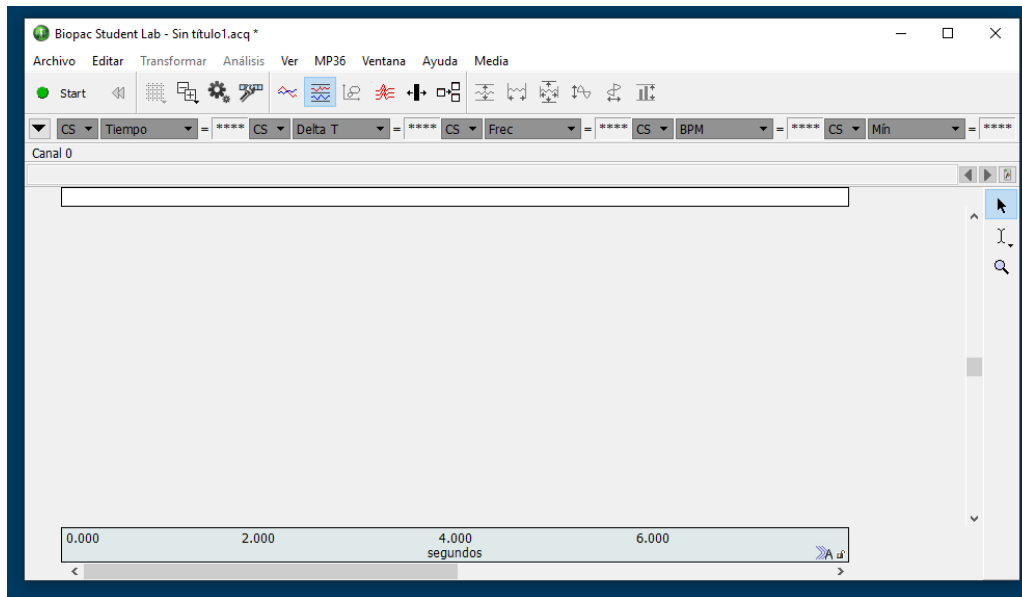 Biopac Student Lab - Sin título1.acq *
Archivo Editar Transformar Análisis Ver MP36 Ventana Ayuda Media
Start
CS Tiempo = **** CS Delta T = **** CS Frec = **** CS BPM = **** CS Mín = ****
Canal 0
0.000 2.000 4.000 6.000
segundos
A